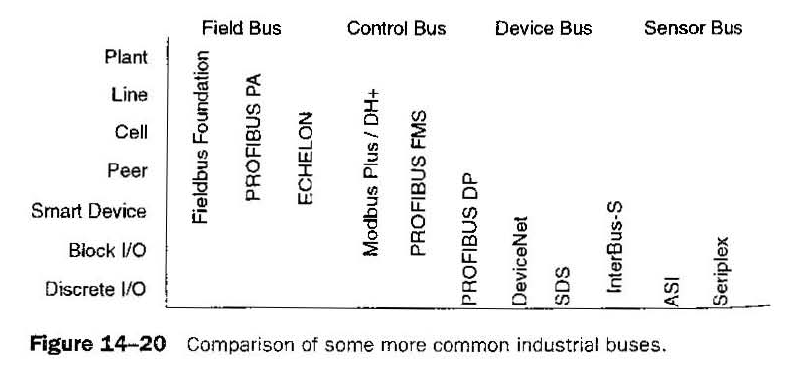 Field Bus Control Bus Device Bus Sensor Bus
Plant
Line
Cell
Peer
Smart Device
Block I/O
Discrete I/O
Fieldbus Foundation
PROFIBUS PA
ECHELON
Modbus Plus / DH+
PROFIBUS FMS
PROFIBUS DP
DeviceNet
SDS
InterBus-S
ASI
Seriplex
Figure 14–20 Comparison of some more common industrial buses.